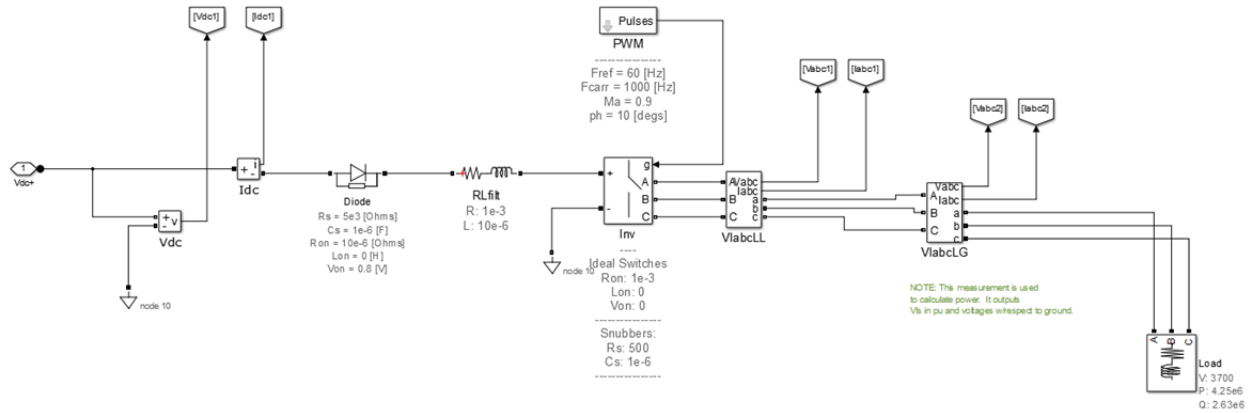 [Vdc1]
[Idc1]
Pulses
PWM
-----------------
Fref = 60 [Hz]
Fcarr = 1000 [Hz]
Ma = 0.9
ph = 10 [degs]
[Vabc1]
[Iabc1]
[Vabc2]
[Iabc2]
1
Vdc+
+
-
i
Idc
+
-
v
Vdc
node 10
Diode
Rs = 5e3 [Ohms]
Cs = 1e-6 [F]
Ron = 10e-6 [Ohms]
Lon = 0 [H]
Von = 0.8 [V]
RLfilt
R: 1e-3
L: 10e-6
node 10
+
-
g
A
B
C
Inv
----
Ideal Switches
Ron: 1e-3
Lon: 0
Von: 0
-----------------
Snubbers:
Rs: 500
Cs: 1e-6
-----------------
A
B
C
Vabc
Iabc
a
b
c
VIabcLL
A
B
C
Vabc
Iabc
a
b
c
VIabcLG
NOTE: This measurement is used
to calculate power. It outputs
VIs in pu and voltages w/respect to ground.
A
B
C
Load
V: 3700
P: 4.25e6
Q: 2.63e6